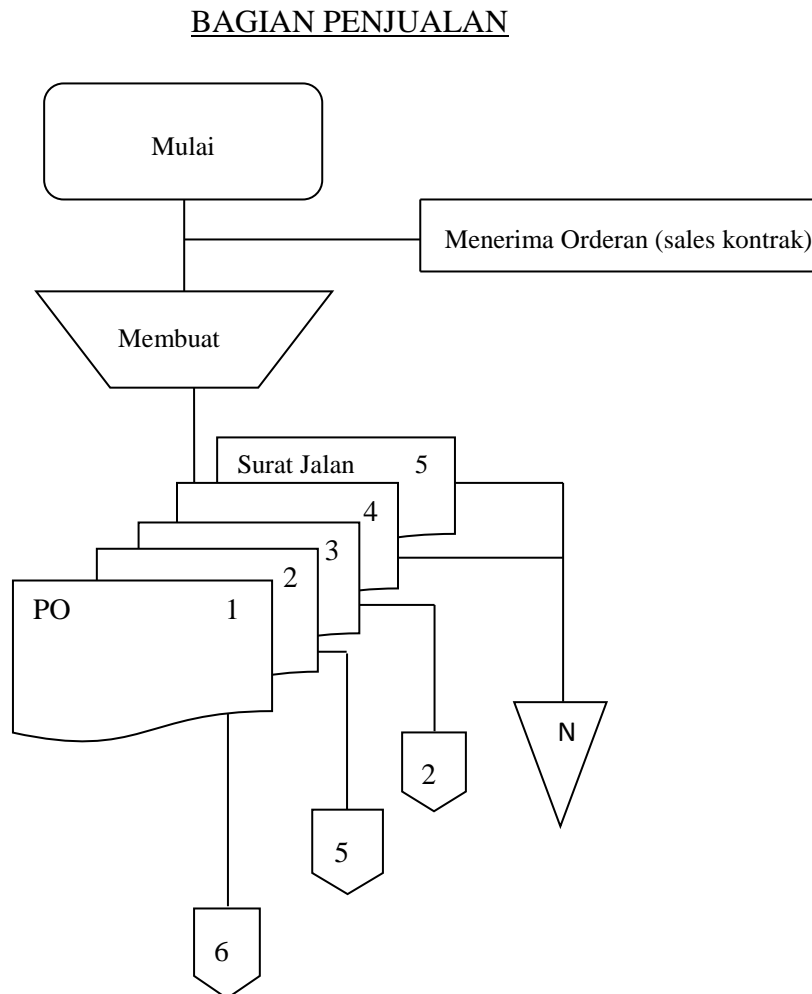 BAGIAN PENJUALAN
Mulai
Menerima Orderan (sales kontrak)
Membuat
Surat Jalan 5
4
3
2
PO 1
N
2
5
6